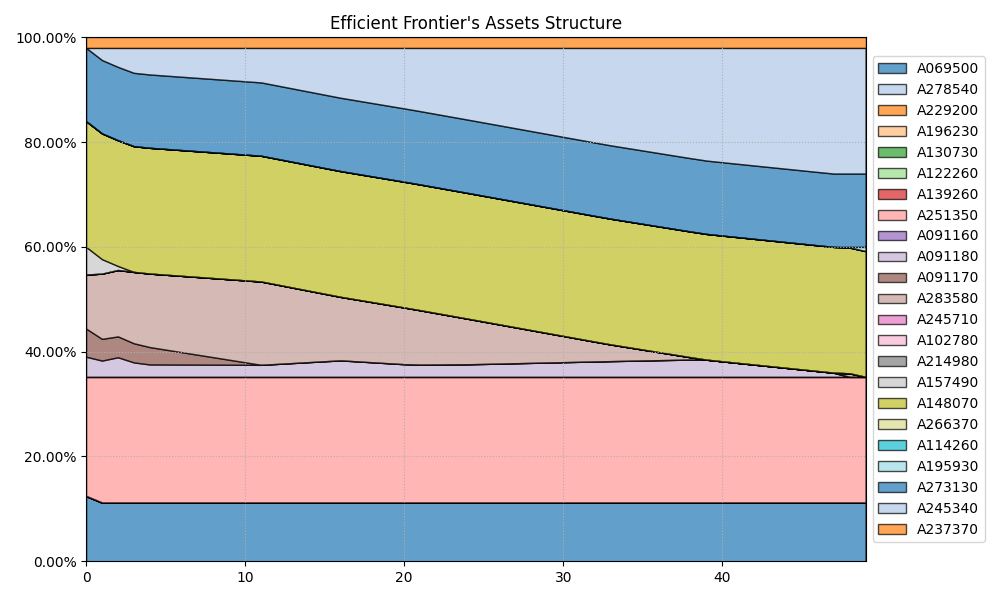 Efficient Frontier's Assets Structure
100.00%
80.00%
60.00%
40.00%
20.00%
0.00%
0
10
20
30
40
A069500
A278540
A229200
A196230
A130730
A122260
A139260
A251350
A091160
A091180
A091170
A283580
A245710
A102780
A214980
A157490
A148070
A266370
A114260
A195930
A273130
A245340
A237370